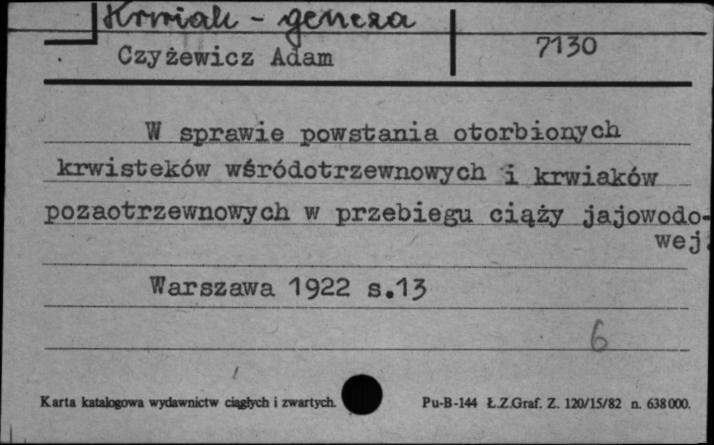 Krwiak - geneza
Czyżewicz Adam 7130
W sprawie powstania otorbionych
krwisteków wśródotrzewnowych i krwiaków
pozaotrzewnowych w przebiegu ciąży jajowodo-
wej.
Warszawa 1922 s.13
6
Karta katalogowa wydawnictw ciągłych i zwartych. Pu-B-144 Ł.Z.Graf. Z. 120/15/82 n. 638000.